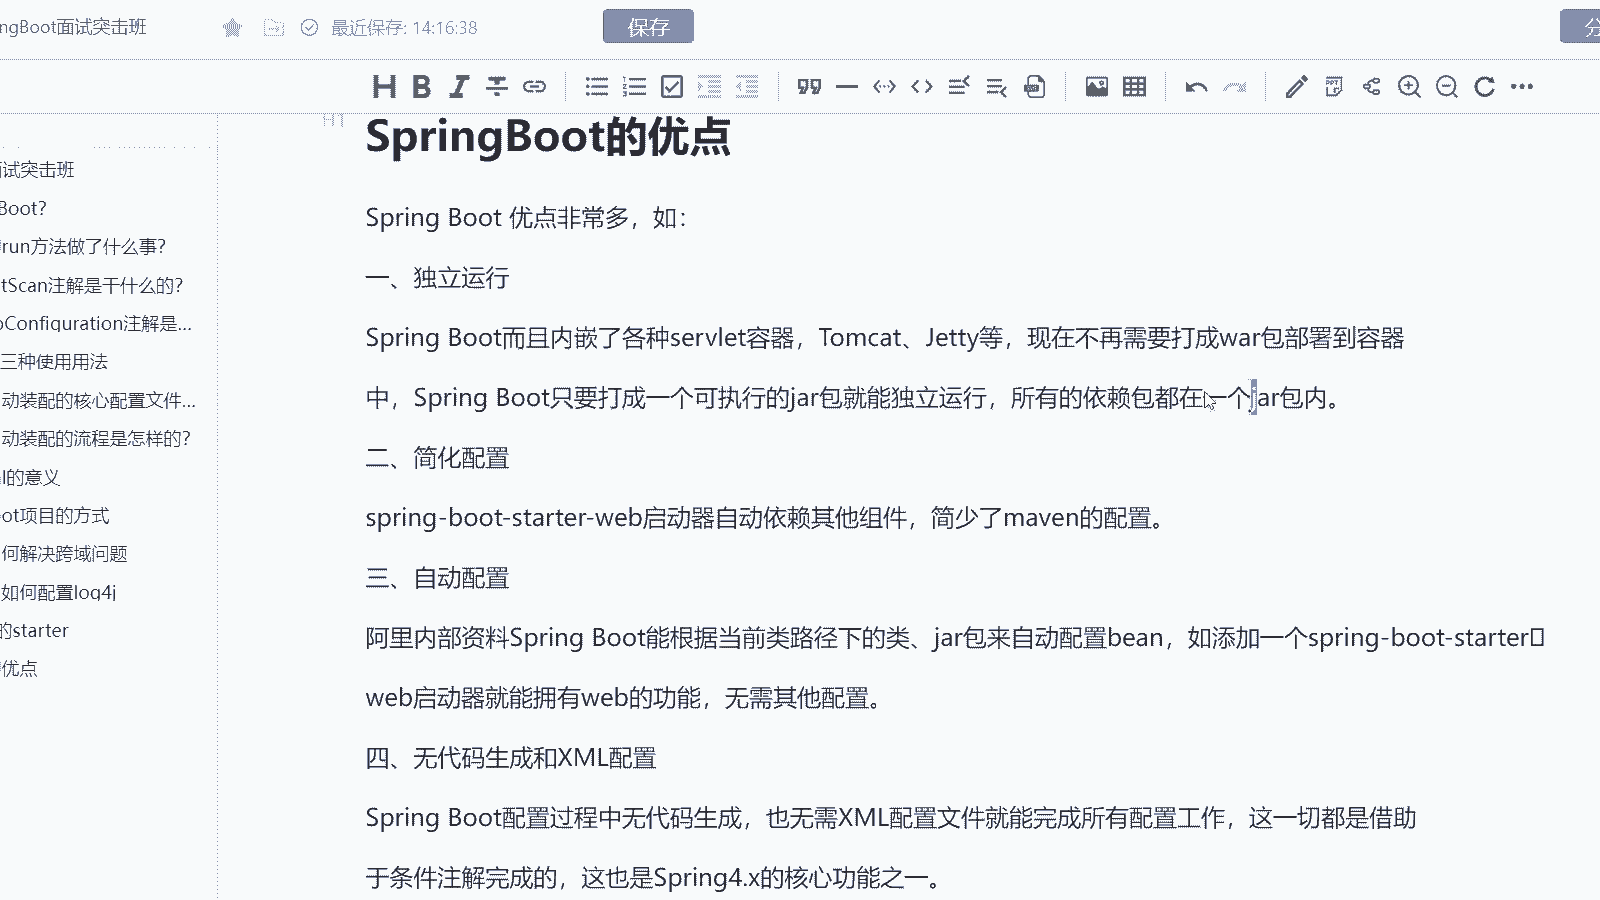 ngBoot面试突击班
最近保存: 14:16:38
保存
分
H1
SpringBoot的优点
面试突击班
Boot?
run方法做了什么事?
tScan注解是干什么的?
oConfiguration注解是...
三种使用用法
动装配的核心配置文件...
动装配的流程是怎样的?
l的意义
ot项目的方式
何解决跨域问题
如何配置log4j
的starter
优点
Spring Boot 优点非常多，如：
一、独立运行
Spring Boot而且内嵌了各种servlet容器，Tomcat、Jetty等，现在不再需要打成war包部署到容器
中，Spring Boot只要打成一个可执行的jar包就能独立运行，所有的依赖包都在一个jar包内。
二、简化配置
spring-boot-starter-web启动器自动依赖其他组件，简少了maven的配置。
三、自动配置
阿里内部资料Spring Boot能根据当前类路径下的类、jar包来自动配置bean，如添加一个spring-boot-starter
web启动器就能拥有web的功能，无需其他配置。
四、无代码生成和XML配置
Spring Boot配置过程中无代码生成，也无需XML配置文件就能完成所有配置工作，这一切都是借助
于条件注解完成的，这也是Spring4.x的核心功能之一。